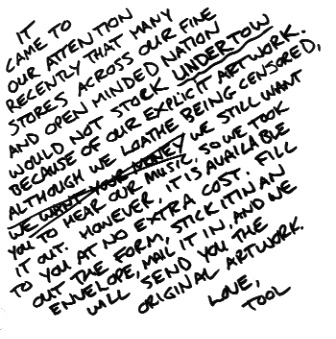 IT
CAME TO
OUR ATTENTION
RECENTLY THAT MANY
STORES ACROSS OUR FINE
AND OPEN MINDED NATION
WOULD NOT STOCK UNDERTOW
BECAUSE OF OUR EXPLICIT ARTWORK.
ALTHOUGH WE LOATHE BEING CENSORED,
WE WANT YOUR MONEY WE STILL WANT
YOU TO HEAR OUR MUSIC, SO WE TOOK
IT OUT. HOWEVER, IT IS AVAILABLE
TO YOU AT NO EXTRA COST. FILL
OUT THE FORM, STICK IT IN AN
ENVELOPE, MAIL IT IN, AND WE
WILL SEND YOU THE
ORIGINAL ARTWORK.
LOVE,
TOOL